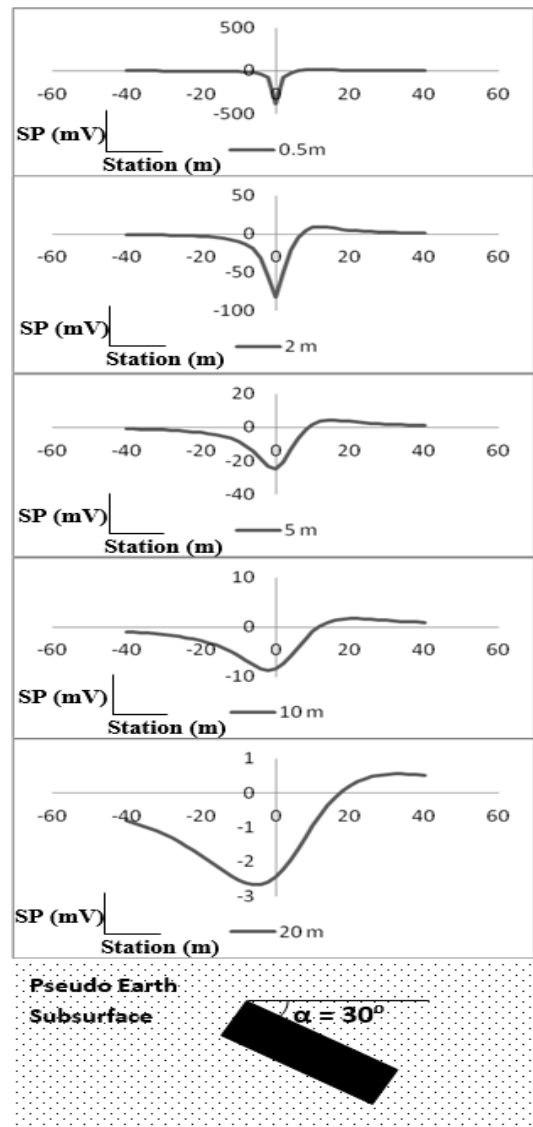 500
0
-60 -40 -20 0 20 40 60
-500
SP (mV)
Station (m)
0.5m
50
0
-60 -40 -20 0 20 40 60
-50
-100
SP (mV)
Station (m)
2 m
20
0
-60 -40 -20 0 20 40 60
-20
-40
SP (mV)
Station (m)
5 m
10
0
-60 -40 -20 0 20 40 60
-10
SP (mV)
Station (m)
10 m
1
0
-60 -40 -20 0 20 40 60
-1
-2
-3
SP (mV)
Station (m)
20 m
Pseudo Earth
Subsurface
α = 30⁰